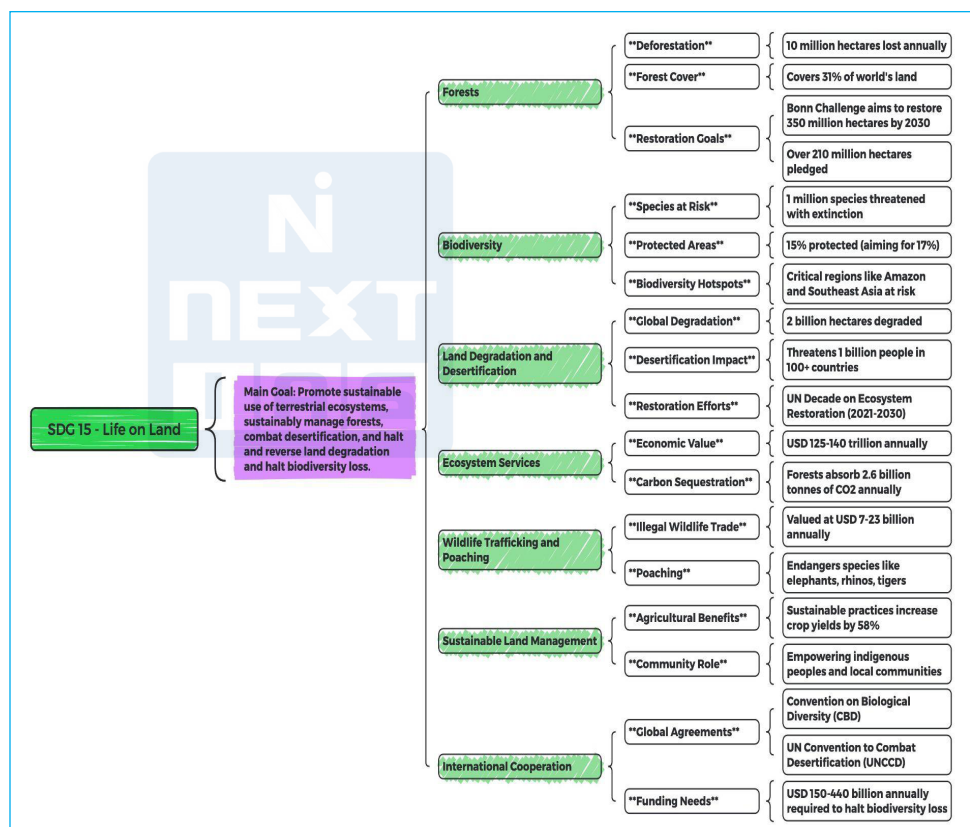 SDG 15 - Life on Land
Main Goal: Promote sustainable
use of terrestrial ecosystems,
sustainably manage forests,
combat desertification, and halt
and reverse land degradation
and halt biodiversity loss.
Forests
**Deforestation**
10 million hectares lost annually
**Forest Cover**
Covers 31% of world's land
**Restoration Goals**
Bonn Challenge aims to restore
350 million hectares by 2030
Over 210 million hectares
pledged
Biodiversity
**Species at Risk**
1 million species threatened
with extinction
**Protected Areas**
15% protected (aiming for 17%)
**Biodiversity Hotspots**
Critical regions like Amazon
and Southeast Asia at risk
Land Degradation and
Desertification
**Global Degradation**
2 billion hectares degraded
**Desertification Impact**
Threatens 1 billion people in
100+ countries
**Restoration Efforts**
UN Decade on Ecosystem
Restoration (2021-2030)
Ecosystem Services
**Economic Value**
USD 125-140 trillion annually
**Carbon Sequestration**
Forests absorb 2.6 billion
tonnes of CO2 annually
Wildlife Trafficking and
Poaching
**Illegal Wildlife Trade**
Valued at USD 7-23 billion
annually
**Poaching**
Endangers species like
elephants, rhinos, tigers
Sustainable Land Management
**Agricultural Benefits**
Sustainable practices increase
crop yields by 58%
**Community Role**
Empowering indigenous
peoples and local communities
International Cooperation
**Global Agreements**
Convention on Biological
Diversity (CBD)
UN Convention to Combat
Desertification (UNCCD)
**Funding Needs**
USD 150-440 billion annually
required to halt biodiversity loss
NEXT